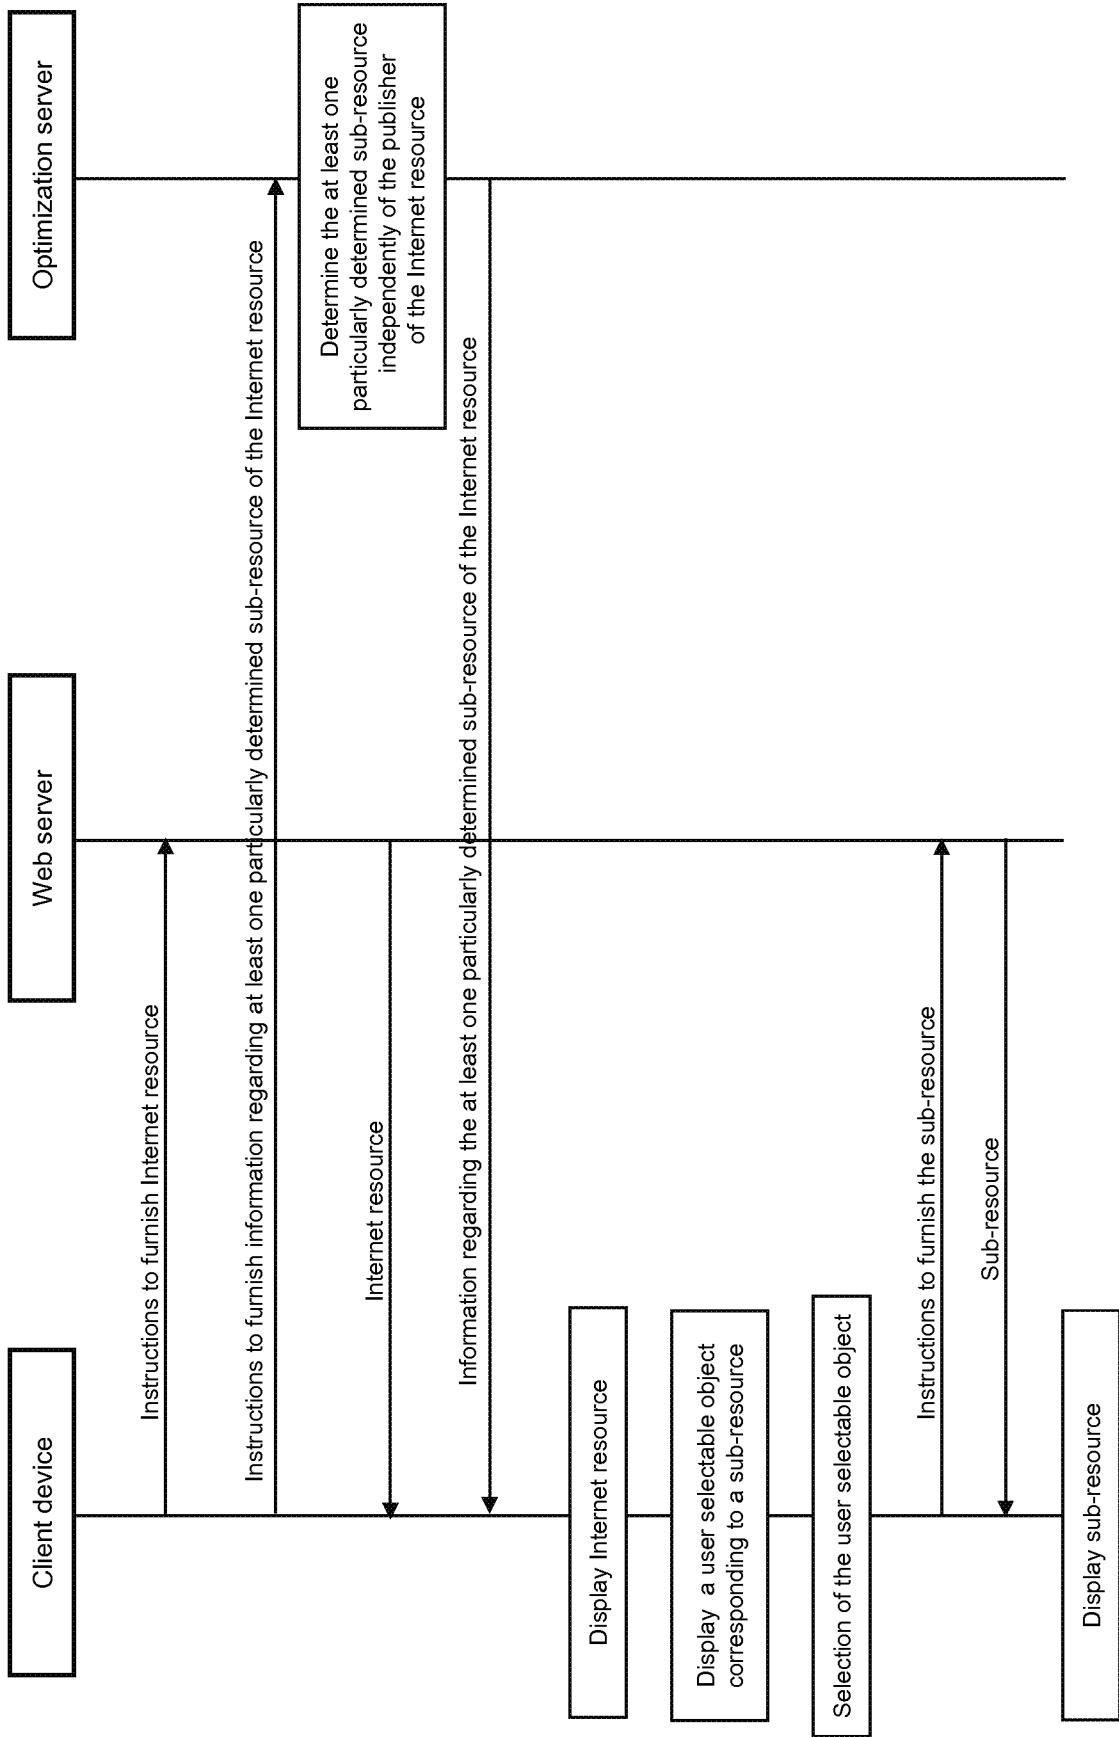 Client device
Web server
Optimization server
Instructions to furnish Internet resource
Instructions to furnish information regarding at least one particularly determined sub-resource of the Internet resource
Determine the at least one
particularly determined sub-resource
independently of the publisher
of the Internet resource
Internet resource
Information regarding the at least one particularly determined sub-resource of the Internet resource
Display Internet resource
Display a user selectable object
corresponding to a sub-resource
Selection of the user selectable object
Instructions to furnish the sub-resource
Sub-resource
Display sub-resource